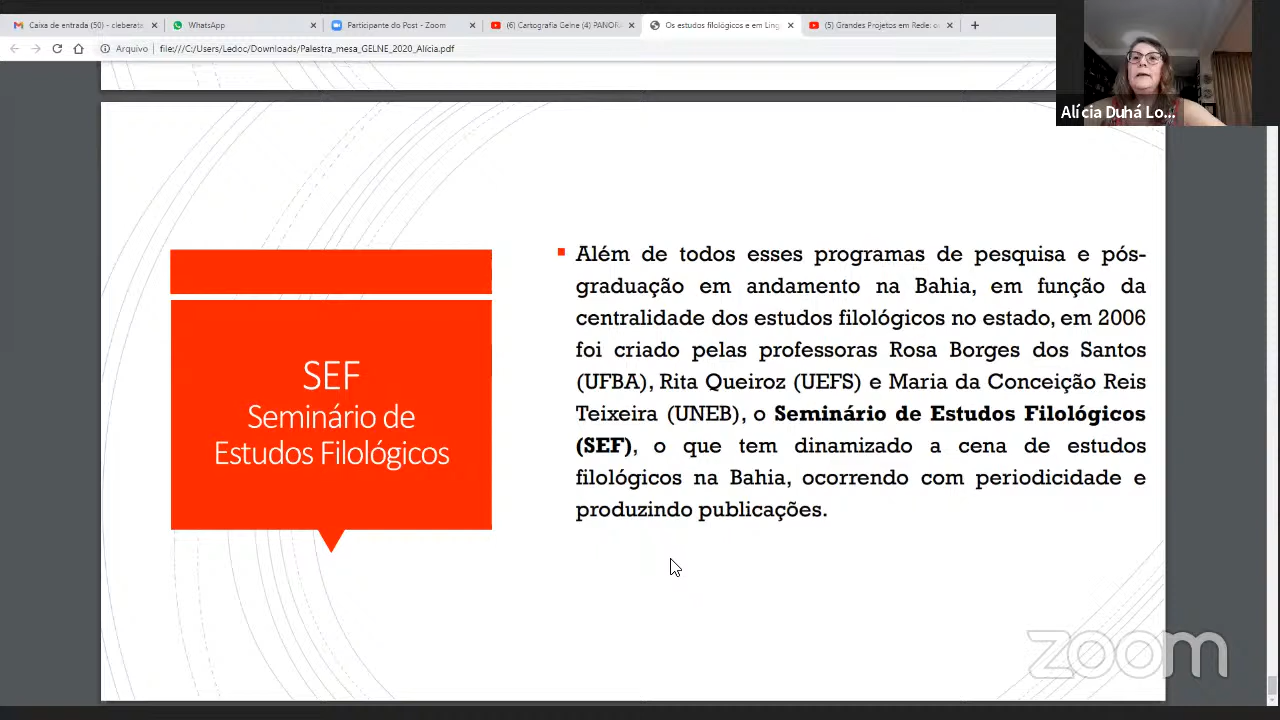 Caixa de entrada (50) - cleberata
WhatsApp
Participante do Post - Zoom
(6) Cartografia Gelne (4) PANORA
Os estudos filológicos e em Ling
(5) Grandes Projetos em Rede: os
Arquivo
file:///C:/Users/Ledoc/Downloads/Palestra_mesa_GELNE_2020_Alícia.pdf
Alícia Duhá Lo...
SEF
Seminário de
Estudos Filológicos
Além de todos esses programas de pesquisa e pós-
graduação em andamento na Bahia, em função da
centralidade dos estudos filológicos no estado, em 2006
foi criado pelas professoras Rosa Borges dos Santos
(UFBA), Rita Queiroz (UEFS) e Maria da Conceição Reis
Teixeira (UNEB), o Seminário de Estudos Filológicos
(SEF), o que tem dinamizado a cena de estudos
filológicos na Bahia, ocorrendo com periodicidade e
produzindo publicações.
zoom